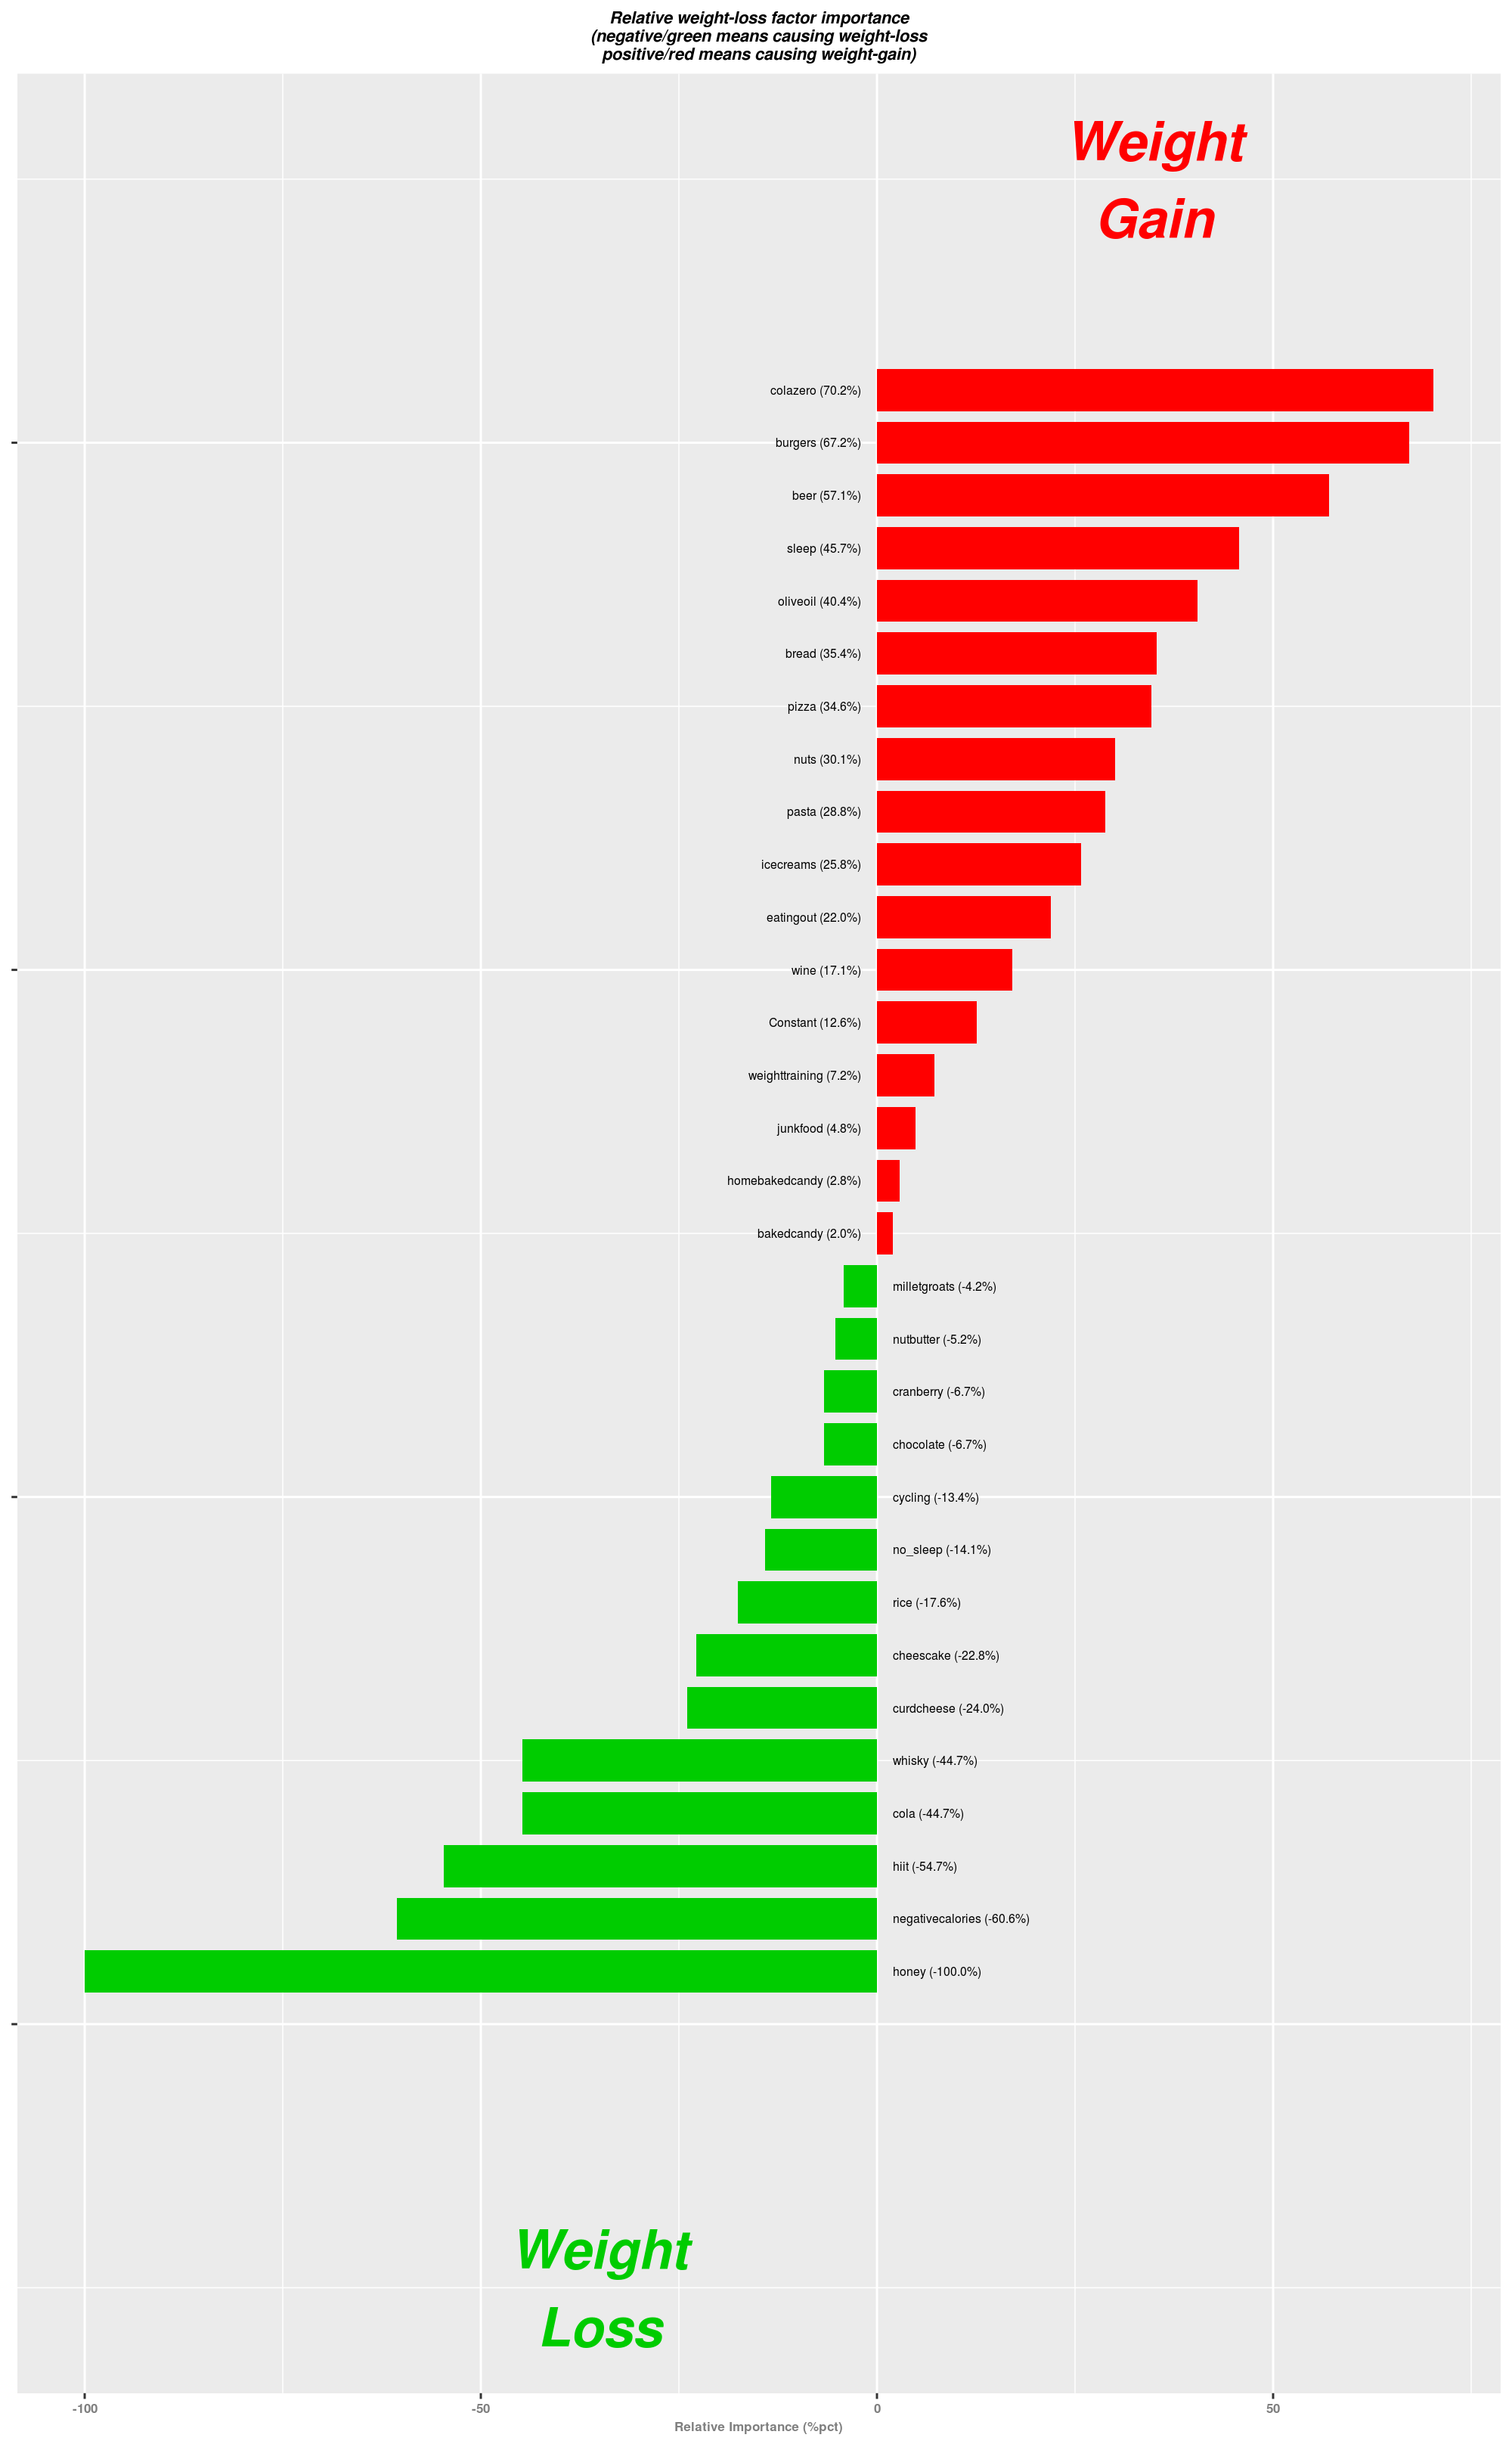 Relative weight-loss factor importance
(negative/green means causing weight-loss
positive/red means causing weight-gain)
Weight
Gain
colazero (70.2%)
burgers (67.2%)
beer (57.1%)
sleep (45.7%)
oliveoil (40.4%)
bread (35.4%)
pizza (34.6%)
nuts (30.1%)
pasta (28.8%)
icecreams (25.8%)
eatingout (22.0%)
wine (17.1%)
Constant (12.6%)
weighttraining (7.2%)
junkfood (4.8%)
homebakedcandy (2.8%)
bakedcandy (2.0%)
milletgroats (-4.2%)
nutbutter (-5.2%)
cranberry (-6.7%)
chocolate (-6.7%)
cycling (-13.4%)
no_sleep (-14.1%)
rice (-17.6%)
cheescake (-22.8%)
curdcheese (-24.0%)
whisky (-44.7%)
cola (-44.7%)
hiit (-54.7%)
negativecalories (-60.6%)
honey (-100.0%)
Weight
Loss
-100 -50 0 50
Relative Importance (%pct)